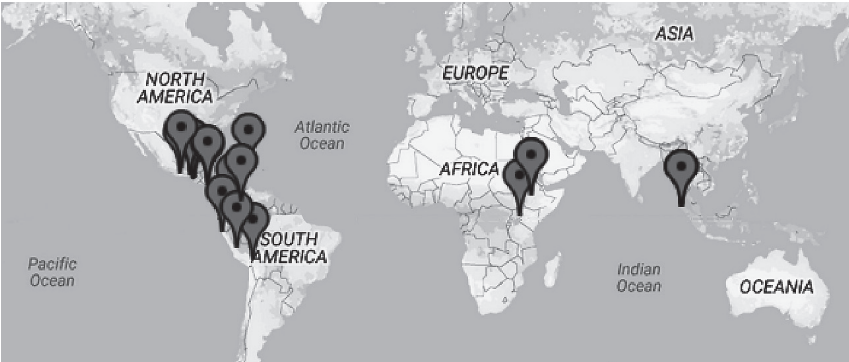 ASIA
NORTH
AMERICA
EUROPE
Atlantic
Ocean
AFRICA
SOUTH
AMERICA
Pacific
Ocean
Indian
Ocean
OCEANIA